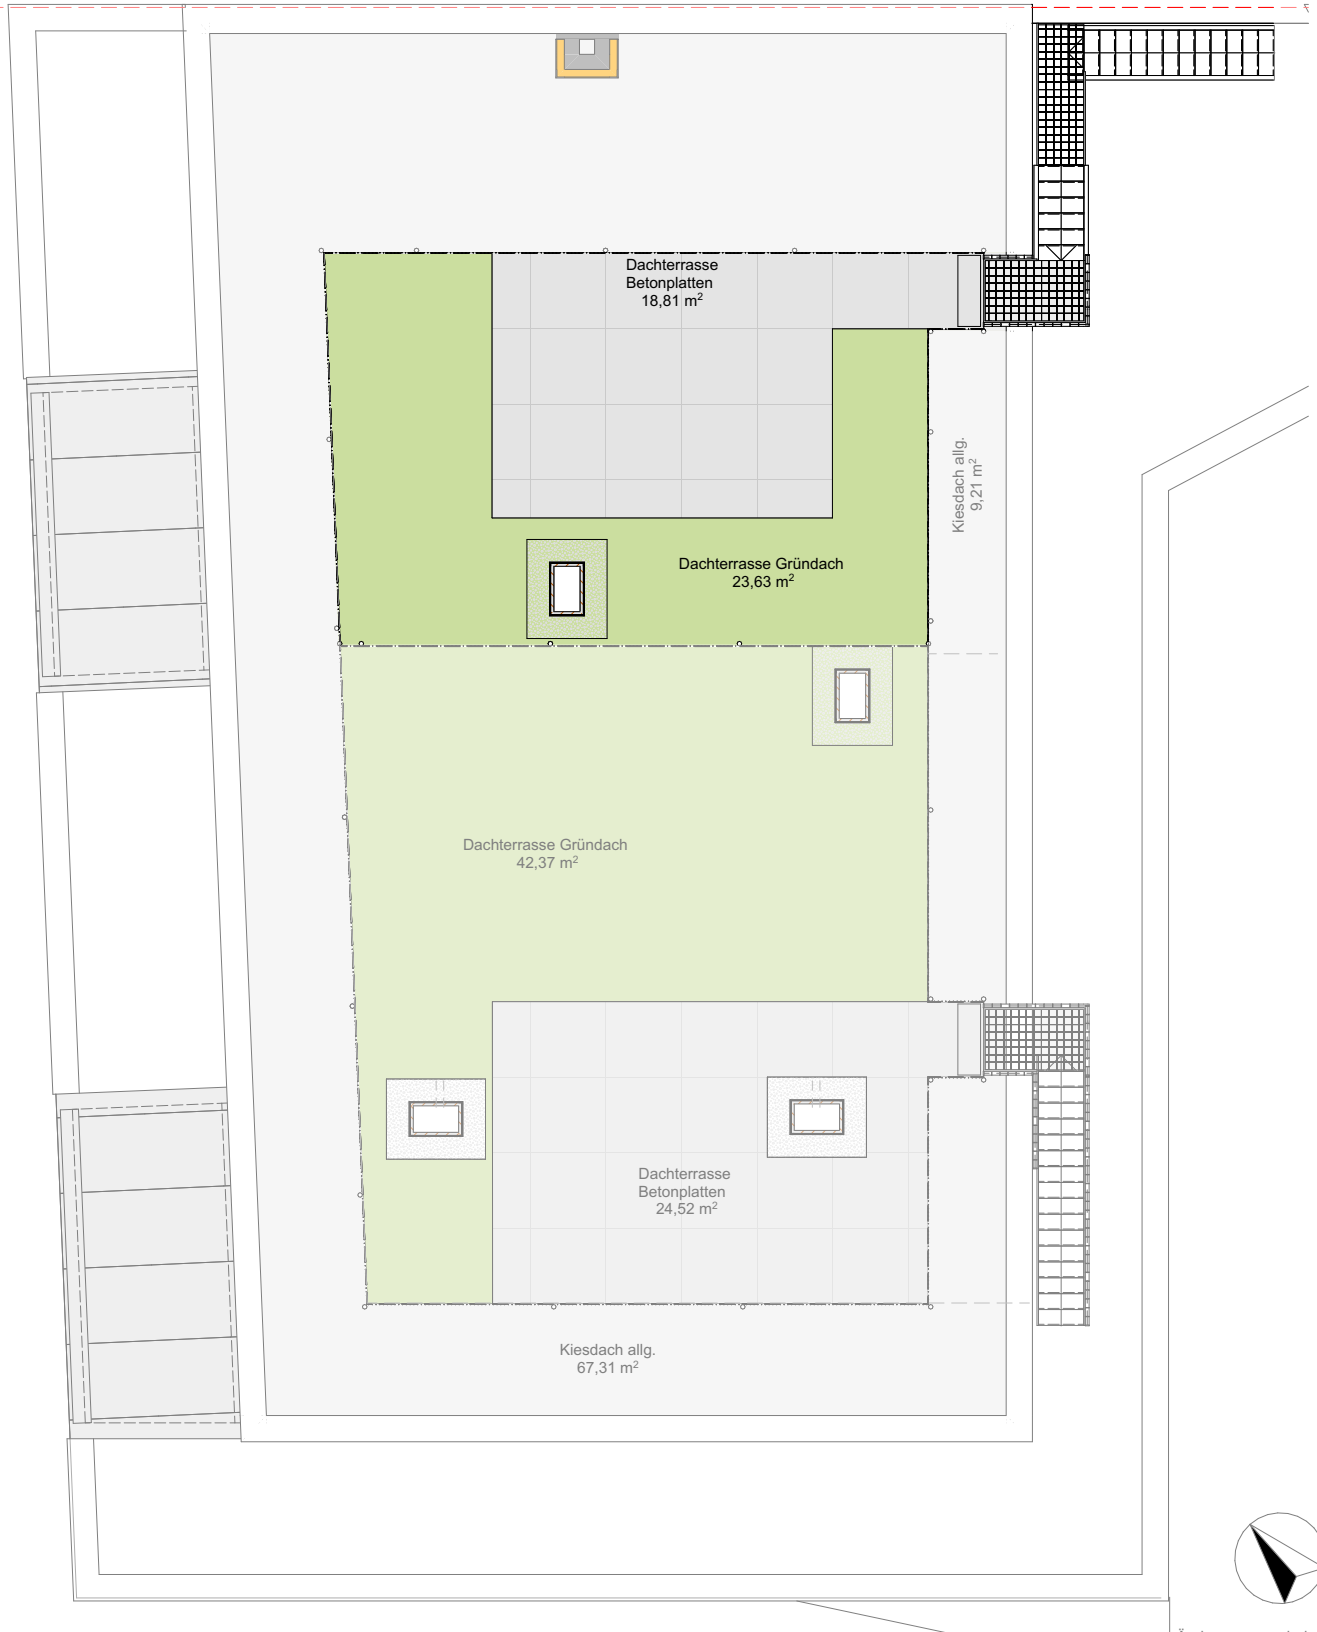 Dachterrasse
Betonplatten
18,81 m²
Kiesdach allg.
9,21 m²
Dachterrasse Gründach
23,63 m²
Dachterrasse Gründach
42,37 m²
Dachterrasse
Betonplatten
24,52 m²
Kiesdach allg.
67,31 m²